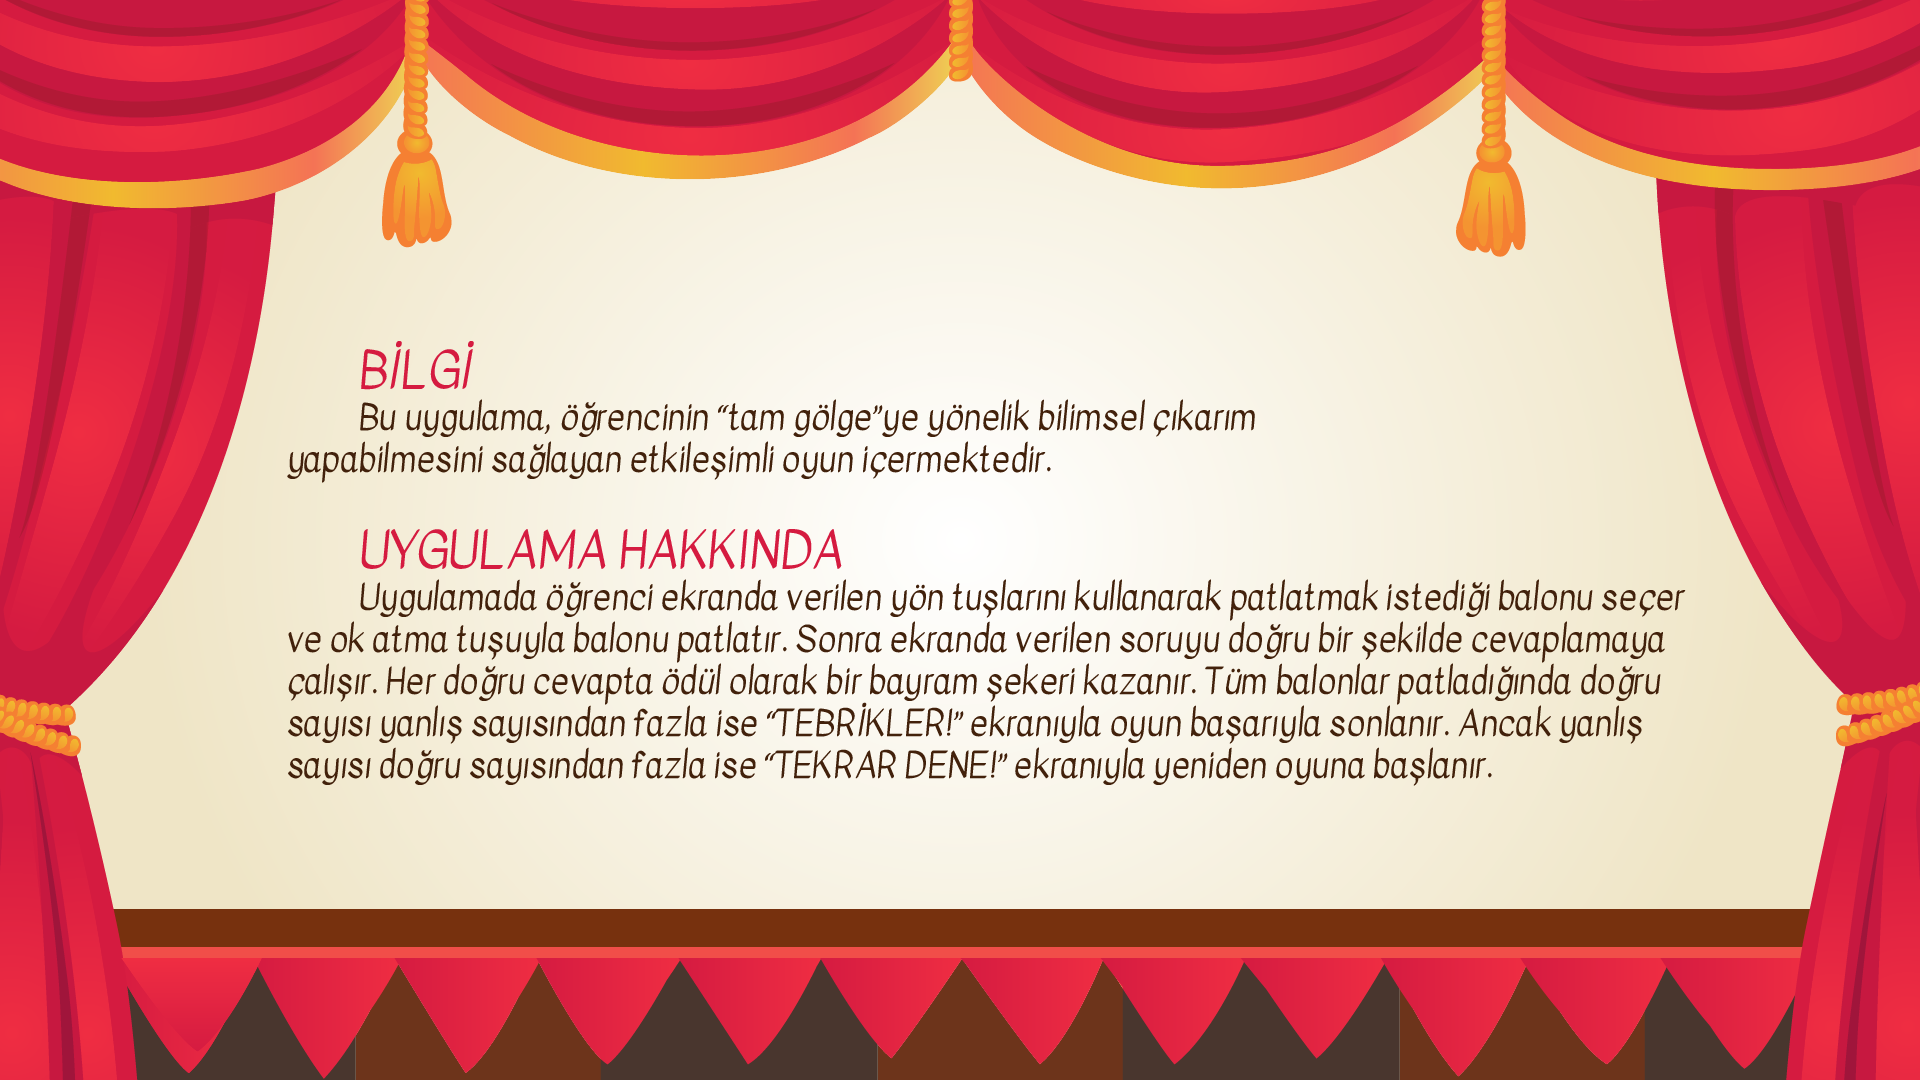 BİLGİ
Bu uygulama, öğrencinin “tam gölge”ye yönelik bilimsel çıkarım
yapabilmesini sağlayan etkileşimli oyun içermektedir.
UYGULAMA HAKKINDA
Uygulamada öğrenci ekranda verilen yön tuşlarını kullanarak patlatmak istediği balonu seçer
ve ok atma tuşuyla balonu patlatır. Sonra ekranda verilen soruyu doğru bir şekilde cevaplamaya
çalışır. Her doğru cevapta ödül olarak bir bayram şekeri kazanır. Tüm balonlar patladığında doğru
sayısı yanlış sayısından fazla ise “TEBRİKLER!” ekranıyla oyun başarıyla sonlanır. Ancak yanlış
sayısı doğru sayısından fazla ise “TEKRAR DENE!” ekranıyla yeniden oyuna başlanır.